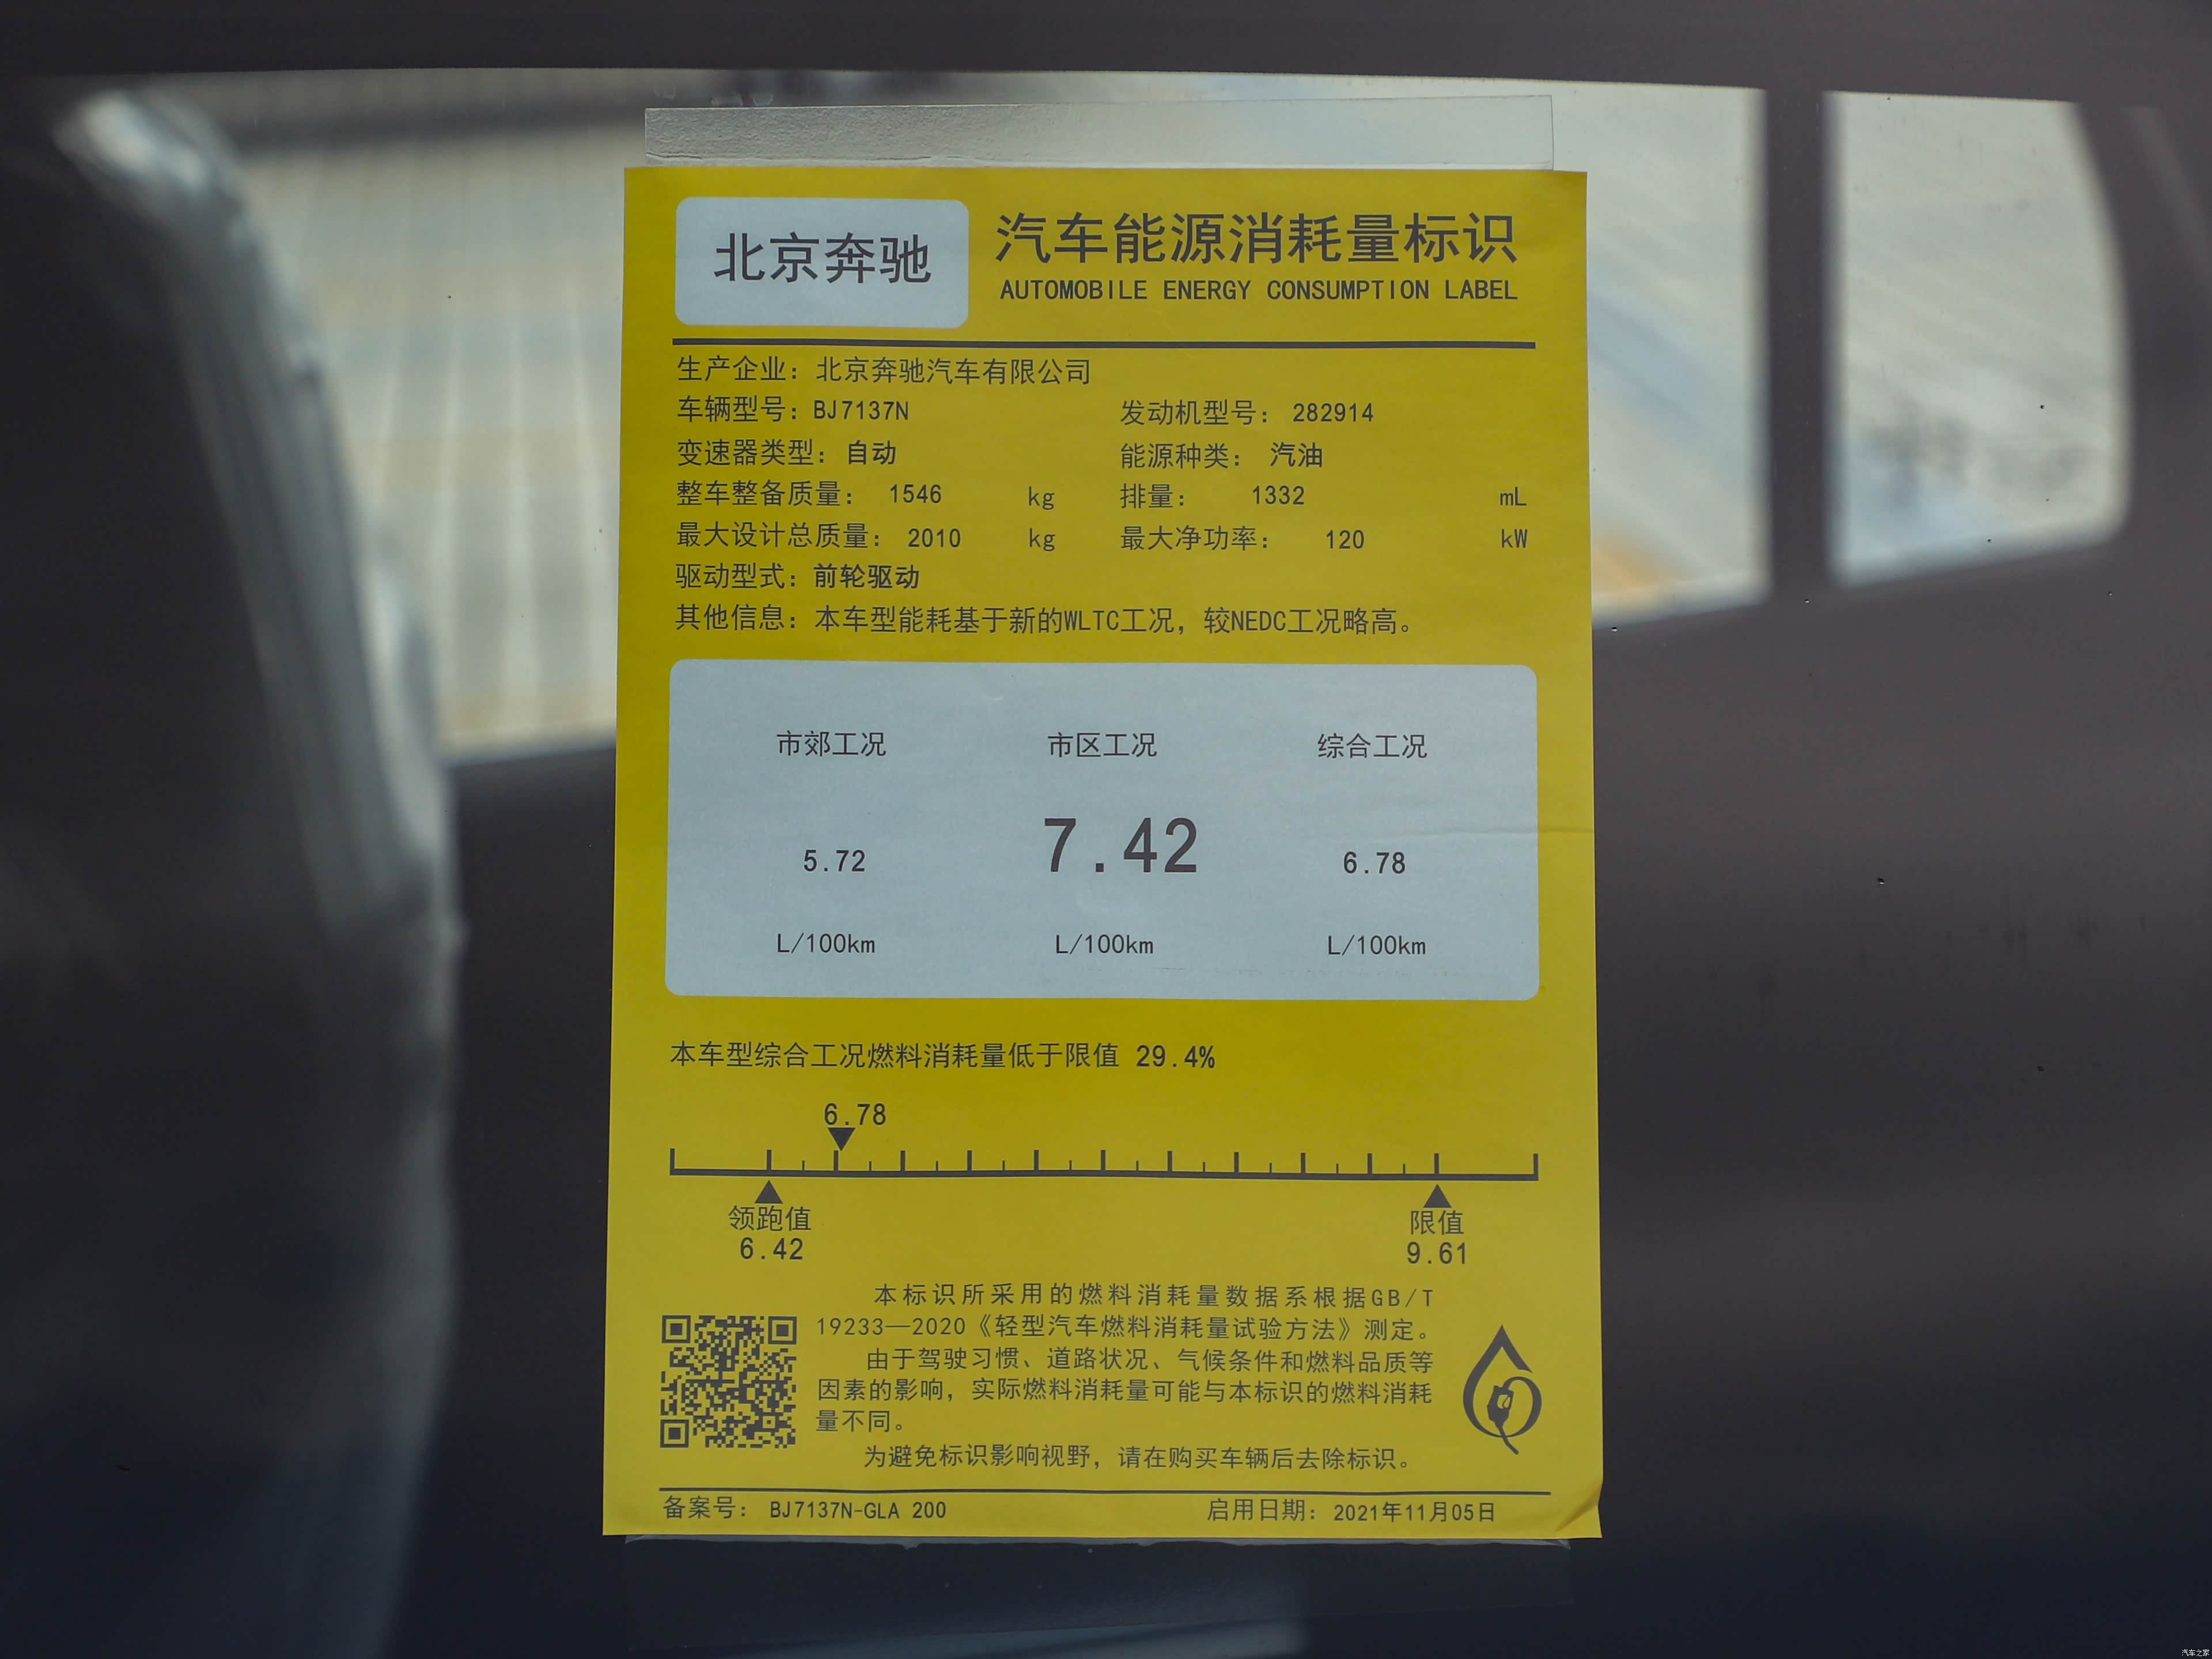 北京奔驰
汽车能源消耗量标识
AUTOMOBILE ENERGY CONSUMPTION LABEL
生产企业：北京奔驰汽车有限公司
车辆型号：BJ7137N 发动机型号：282914
变速器类型：自动 能源种类：汽油
整车整备质量：1546 kg 排量：1332 mL
最大设计总质量：2010 kg 最大净功率：120 kW
驱动型式：前轮驱动
其他信息：本车型能耗基于新的WLTC工况，较NEDC工况略高。
市郊工况 市区工况 综合工况
5.72 7.42 6.78
L/100km L/100km L/100km
本车型综合工况燃料消耗量低于限值 29.4%
6.78
领跑值 限值
6.42 9.61
本标识所采用的燃料消耗量数据系根据GB/T
19233—2020《轻型汽车燃料消耗量试验方法》测定。
由于驾驶习惯、道路状况、气候条件和燃料品质等
因素的影响，实际燃料消耗量可能与本标识的燃料消耗
量不同。
为避免标识影响视野，请在购买车辆后去除标识。
备案号：BJ7137N-GLA 200 启用日期：2021年11月05日
汽车之家